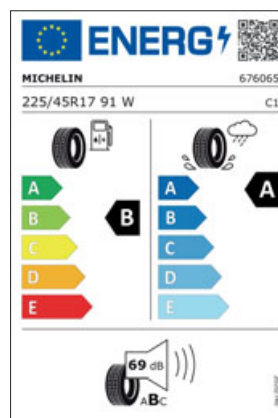 ENERG
MICHELIN 676065
225/45R17 91 W C1
A
B
C
D
E
B
A
B
C
D
E
A
69 dB
ABC